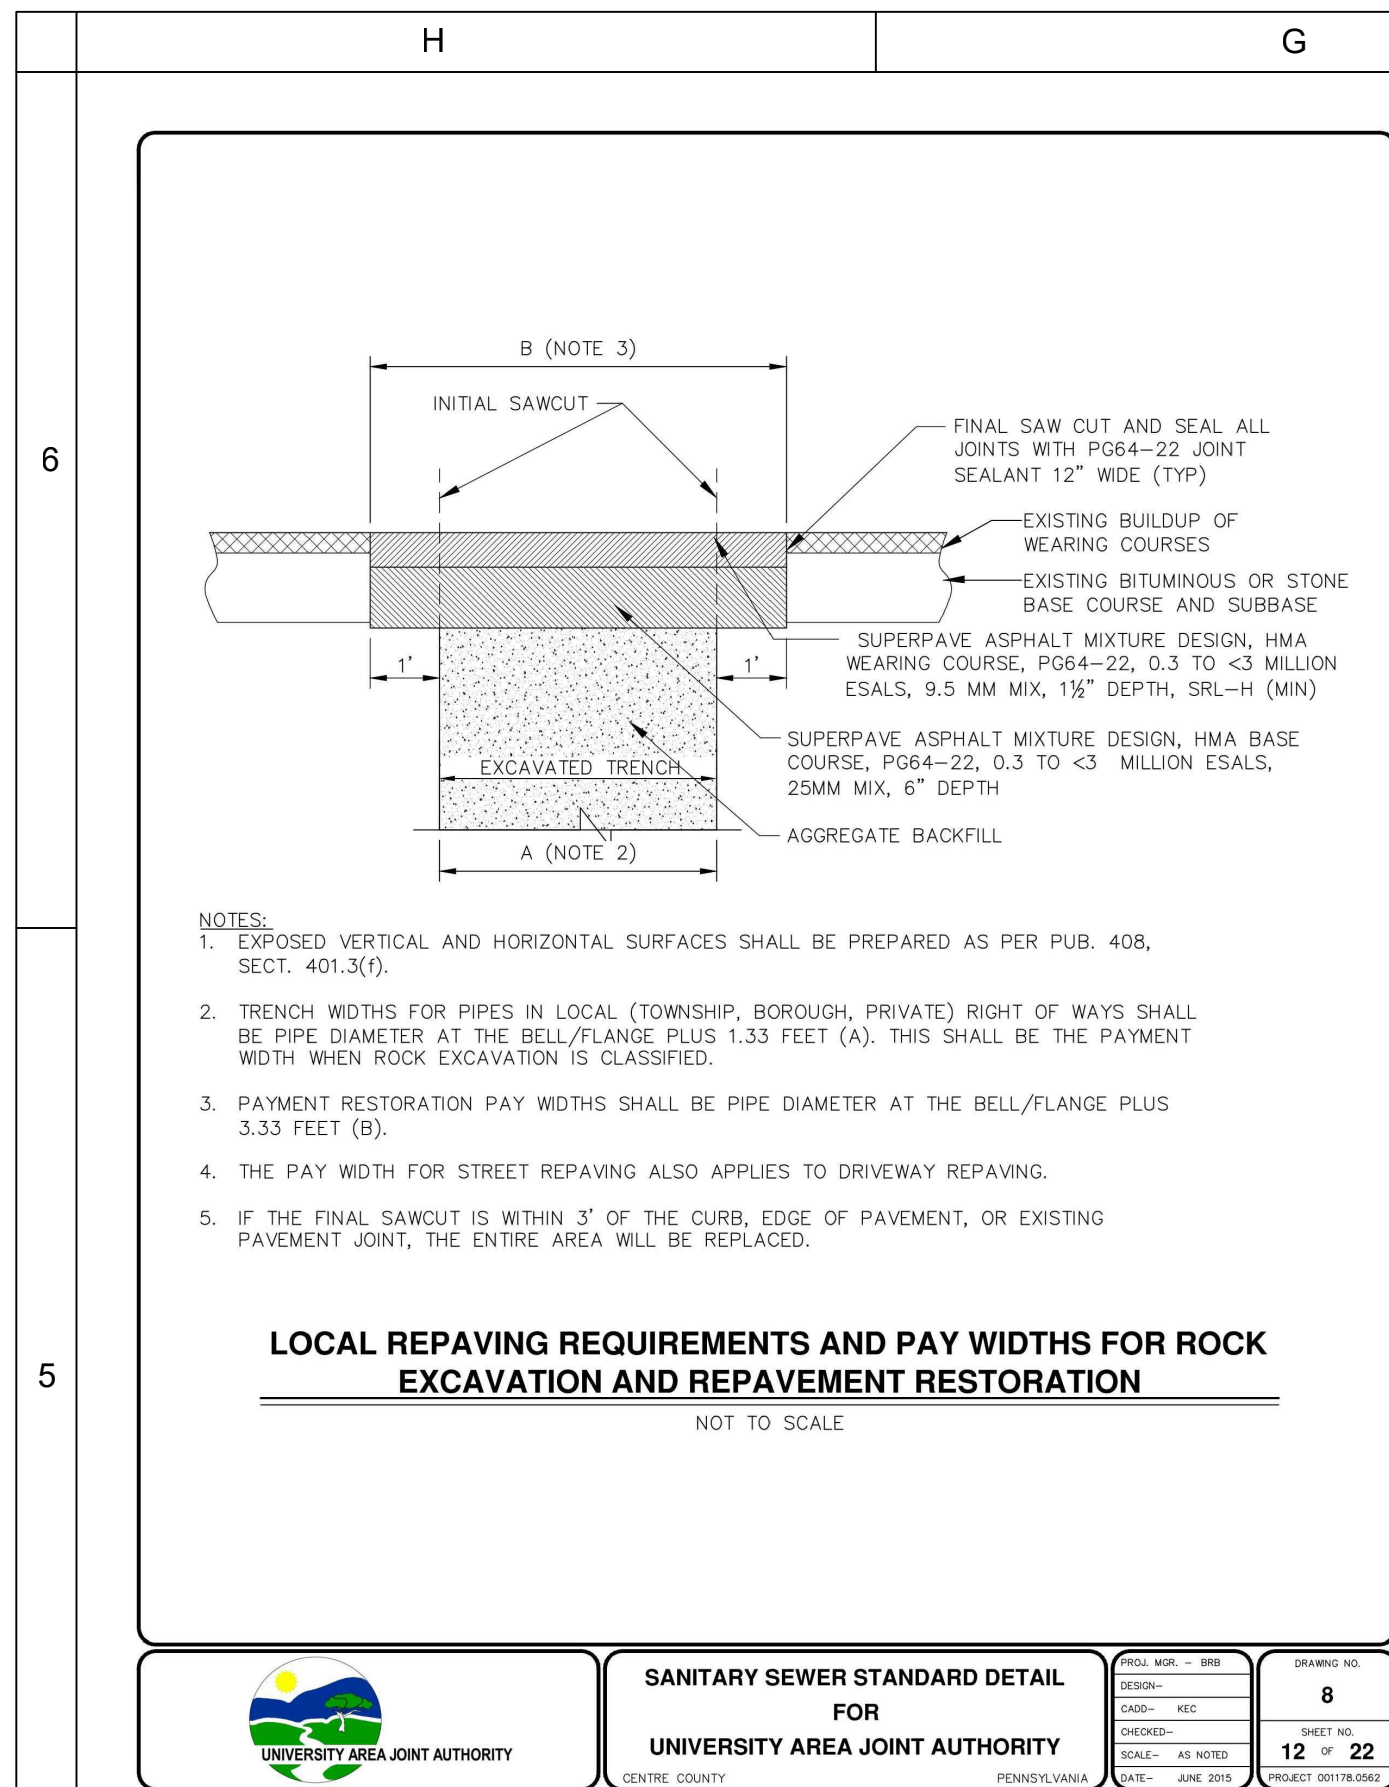 H
G
6
5
B (NOTE 3)
INITIAL SAWCUT
FINAL SAW CUT AND SEAL ALL
JOINTS WITH PG64-22 JOINT
SEALANT 12" WIDE (TYP)
EXISTING BUILDUP OF
WEARING COURSES
EXISTING BITUMINOUS OR STONE
BASE COURSE AND SUBBASE
SUPERPAVE ASPHALT MIXTURE DESIGN, HMA
WEARING COURSE, PG64-22, 0.3 TO <3 MILLION
ESALS, 9.5 MM MIX, 1½" DEPTH, SRL-H (MIN)
1'
1'
SUPERPAVE ASPHALT MIXTURE DESIGN, HMA BASE
COURSE, PG64-22, 0.3 TO <3 MILLION ESALS,
25MM MIX, 6" DEPTH
EXCAVATED TRENCH
AGGREGATE BACKFILL
A (NOTE 2)
NOTES:
1. EXPOSED VERTICAL AND HORIZONTAL SURFACES SHALL BE PREPARED AS PER PUB. 408,
SECT. 401.3(f).
2. TRENCH WIDTHS FOR PIPES IN LOCAL (TOWNSHIP, BOROUGH, PRIVATE) RIGHT OF WAYS SHALL
BE PIPE DIAMETER AT THE BELL/FLANGE PLUS 1.33 FEET (A). THIS SHALL BE THE PAYMENT
WIDTH WHEN ROCK EXCAVATION IS CLASSIFIED.
3. PAYMENT RESTORATION PAY WIDTHS SHALL BE PIPE DIAMETER AT THE BELL/FLANGE PLUS
3.33 FEET (B).
4. THE PAY WIDTH FOR STREET REPAVING ALSO APPLIES TO DRIVEWAY REPAVING.
5. IF THE FINAL SAWCUT IS WITHIN 3' OF THE CURB, EDGE OF PAVEMENT, OR EXISTING
PAVEMENT JOINT, THE ENTIRE AREA WILL BE REPLACED.
LOCAL REPAVING REQUIREMENTS AND PAY WIDTHS FOR ROCK
EXCAVATION AND REPAVEMENT RESTORATION
NOT TO SCALE
UNIVERSITY AREA JOINT AUTHORITY
SANITARY SEWER STANDARD DETAIL
FOR
UNIVERSITY AREA JOINT AUTHORITY
CENTRE COUNTY PENNSYLVANIA
PROJ. MGR. - BRB
DESIGN-
CADD- KEC
CHECKED-
SCALE- AS NOTED
DATE- JUNE 2015
DRAWING NO.
8
SHEET NO.
12 OF 22
PROJECT 001178.0562